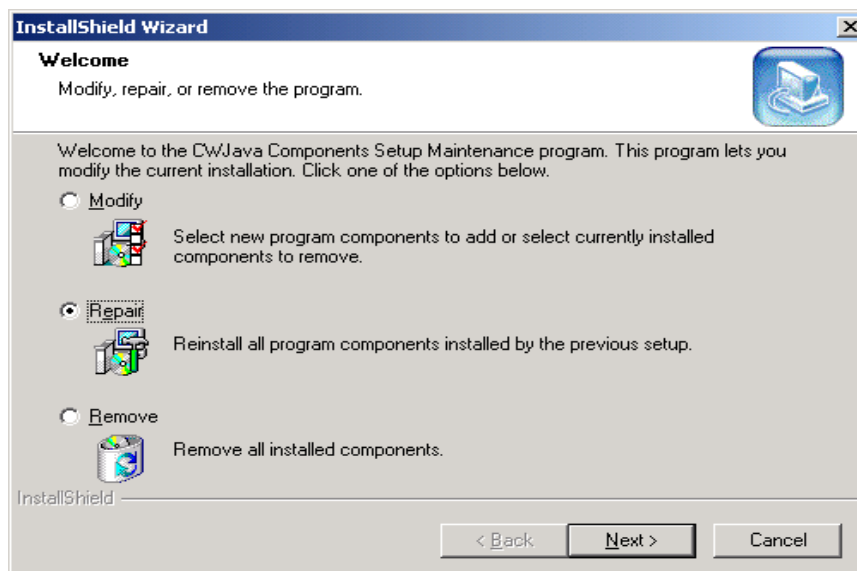 InstallShield Wizard
Welcome
Modify, repair, or remove the program.
Welcome to the CWJava Components Setup Maintenance program. This program lets you
modify the current installation. Click one of the options below.
Modify
Select new program components to add or select currently installed
components to remove.
Repair
Reinstall all program components installed by the previous setup.
Remove
Remove all installed components.
InstallShield
< Back
Next >
Cancel